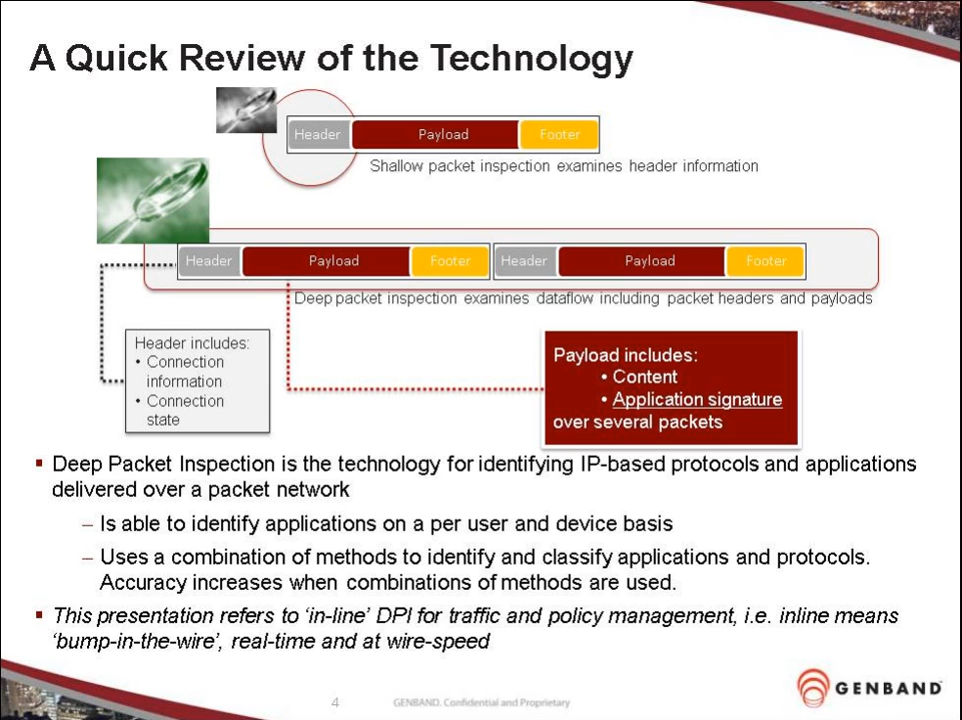 A Quick Review of the Technology
Header Payload Footer
Shallow packet inspection examines header information
Header Payload Footer Header Payload Footer
Deep packet inspection examines dataflow including packet headers and payloads
Header includes:
• Connection
information
• Connection
state
Payload includes:
• Content
• Application signature
over several packets
▪ Deep Packet Inspection is the technology for identifying IP-based protocols and applications
delivered over a packet network
– Is able to identify applications on a per user and device basis
– Uses a combination of methods to identify and classify applications and protocols.
Accuracy increases when combinations of methods are used.
▪ This presentation refers to ‘in-line’ DPI for traffic and policy management, i.e. inline means
‘bump-in-the-wire’, real-time and at wire-speed
4 GENBAND. Confidential and Proprietary
GENBAND™